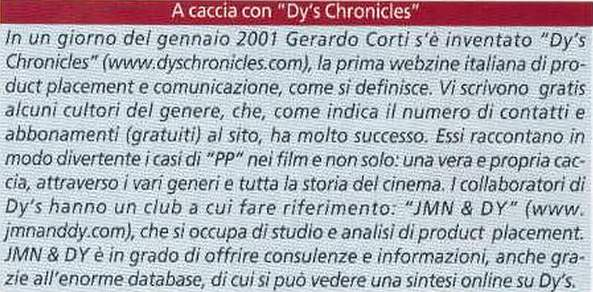 A caccia con "Dy's Chronicles"
In un giorno del gennaio 2001 Gerardo Corti s'è inventato "Dy's
Chronicles" (www.dyschronicles.com), la prima webzine italiana di pro-
duct placement e comunicazione, come si definisce. Vi scrivono gratis
alcuni cultori del genere, che, come indica il numero di contatti e
abbonamenti (gratuiti) al sito, ha molto successo. Essi raccontano in
modo divertente i casi di "PP" nei film e non solo: una vera e propria cac-
cia, attraverso i vari generi e tutta la storia del cinema. I collaboratori di
Dy's hanno un club a cui fare riferimento: "JMN & DY" (www.
jmnanddy.com), che si occupa di studio e analisi di product placement.
JMN & DY è in grado di offrire consulenze e informazioni, anche gra-
zie all'enorme database, di cui si può vedere una sintesi online su Dy's.